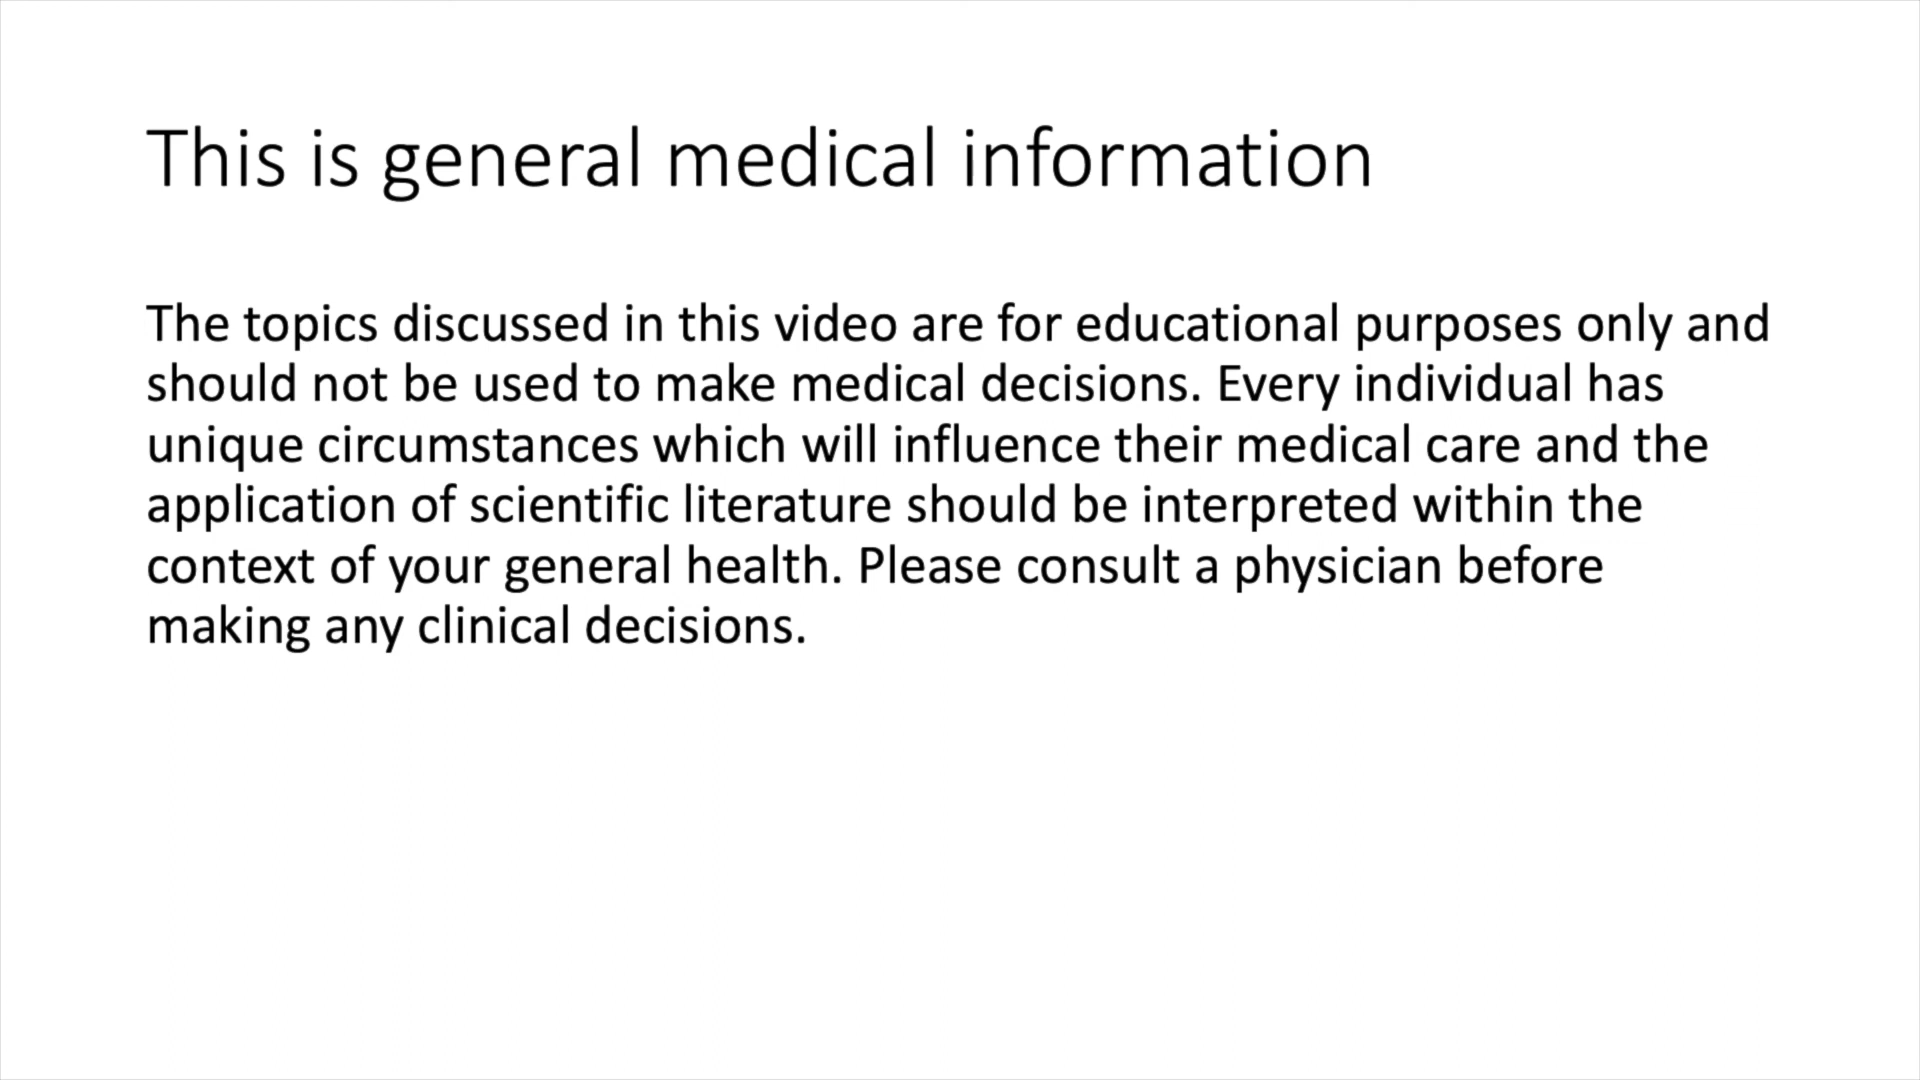 This is general medical information
The topics discussed in this video are for educational purposes only and
should not be used to make medical decisions. Every individual has
unique circumstances which will influence their medical care and the
application of scientific literature should be interpreted within the
context of your general health. Please consult a physician before
making any clinical decisions.